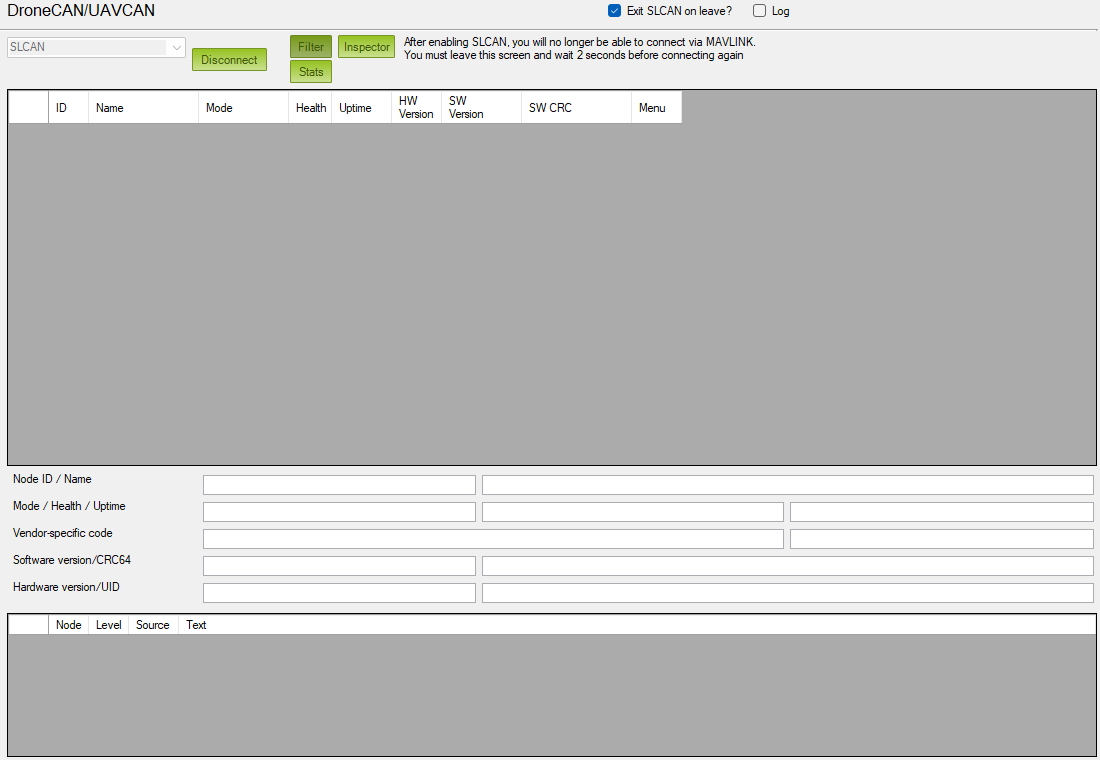 DroneCAN/UAVCAN
Exit SLCAN on leave?
Log
SLCAN
Disconnect
Filter
Inspector
Stats
After enabling SLCAN, you will no longer be able to connect via MAVLINK.
You must leave this screen and wait 2 seconds before connecting again
ID
Name
Mode
Health
Uptime
HW
Version
SW
Version
SW CRC
Menu
Node ID / Name
Mode / Health / Uptime
Vendor-specific code
Software version/CRC64
Hardware version/UID
Node
Level
Source
Text